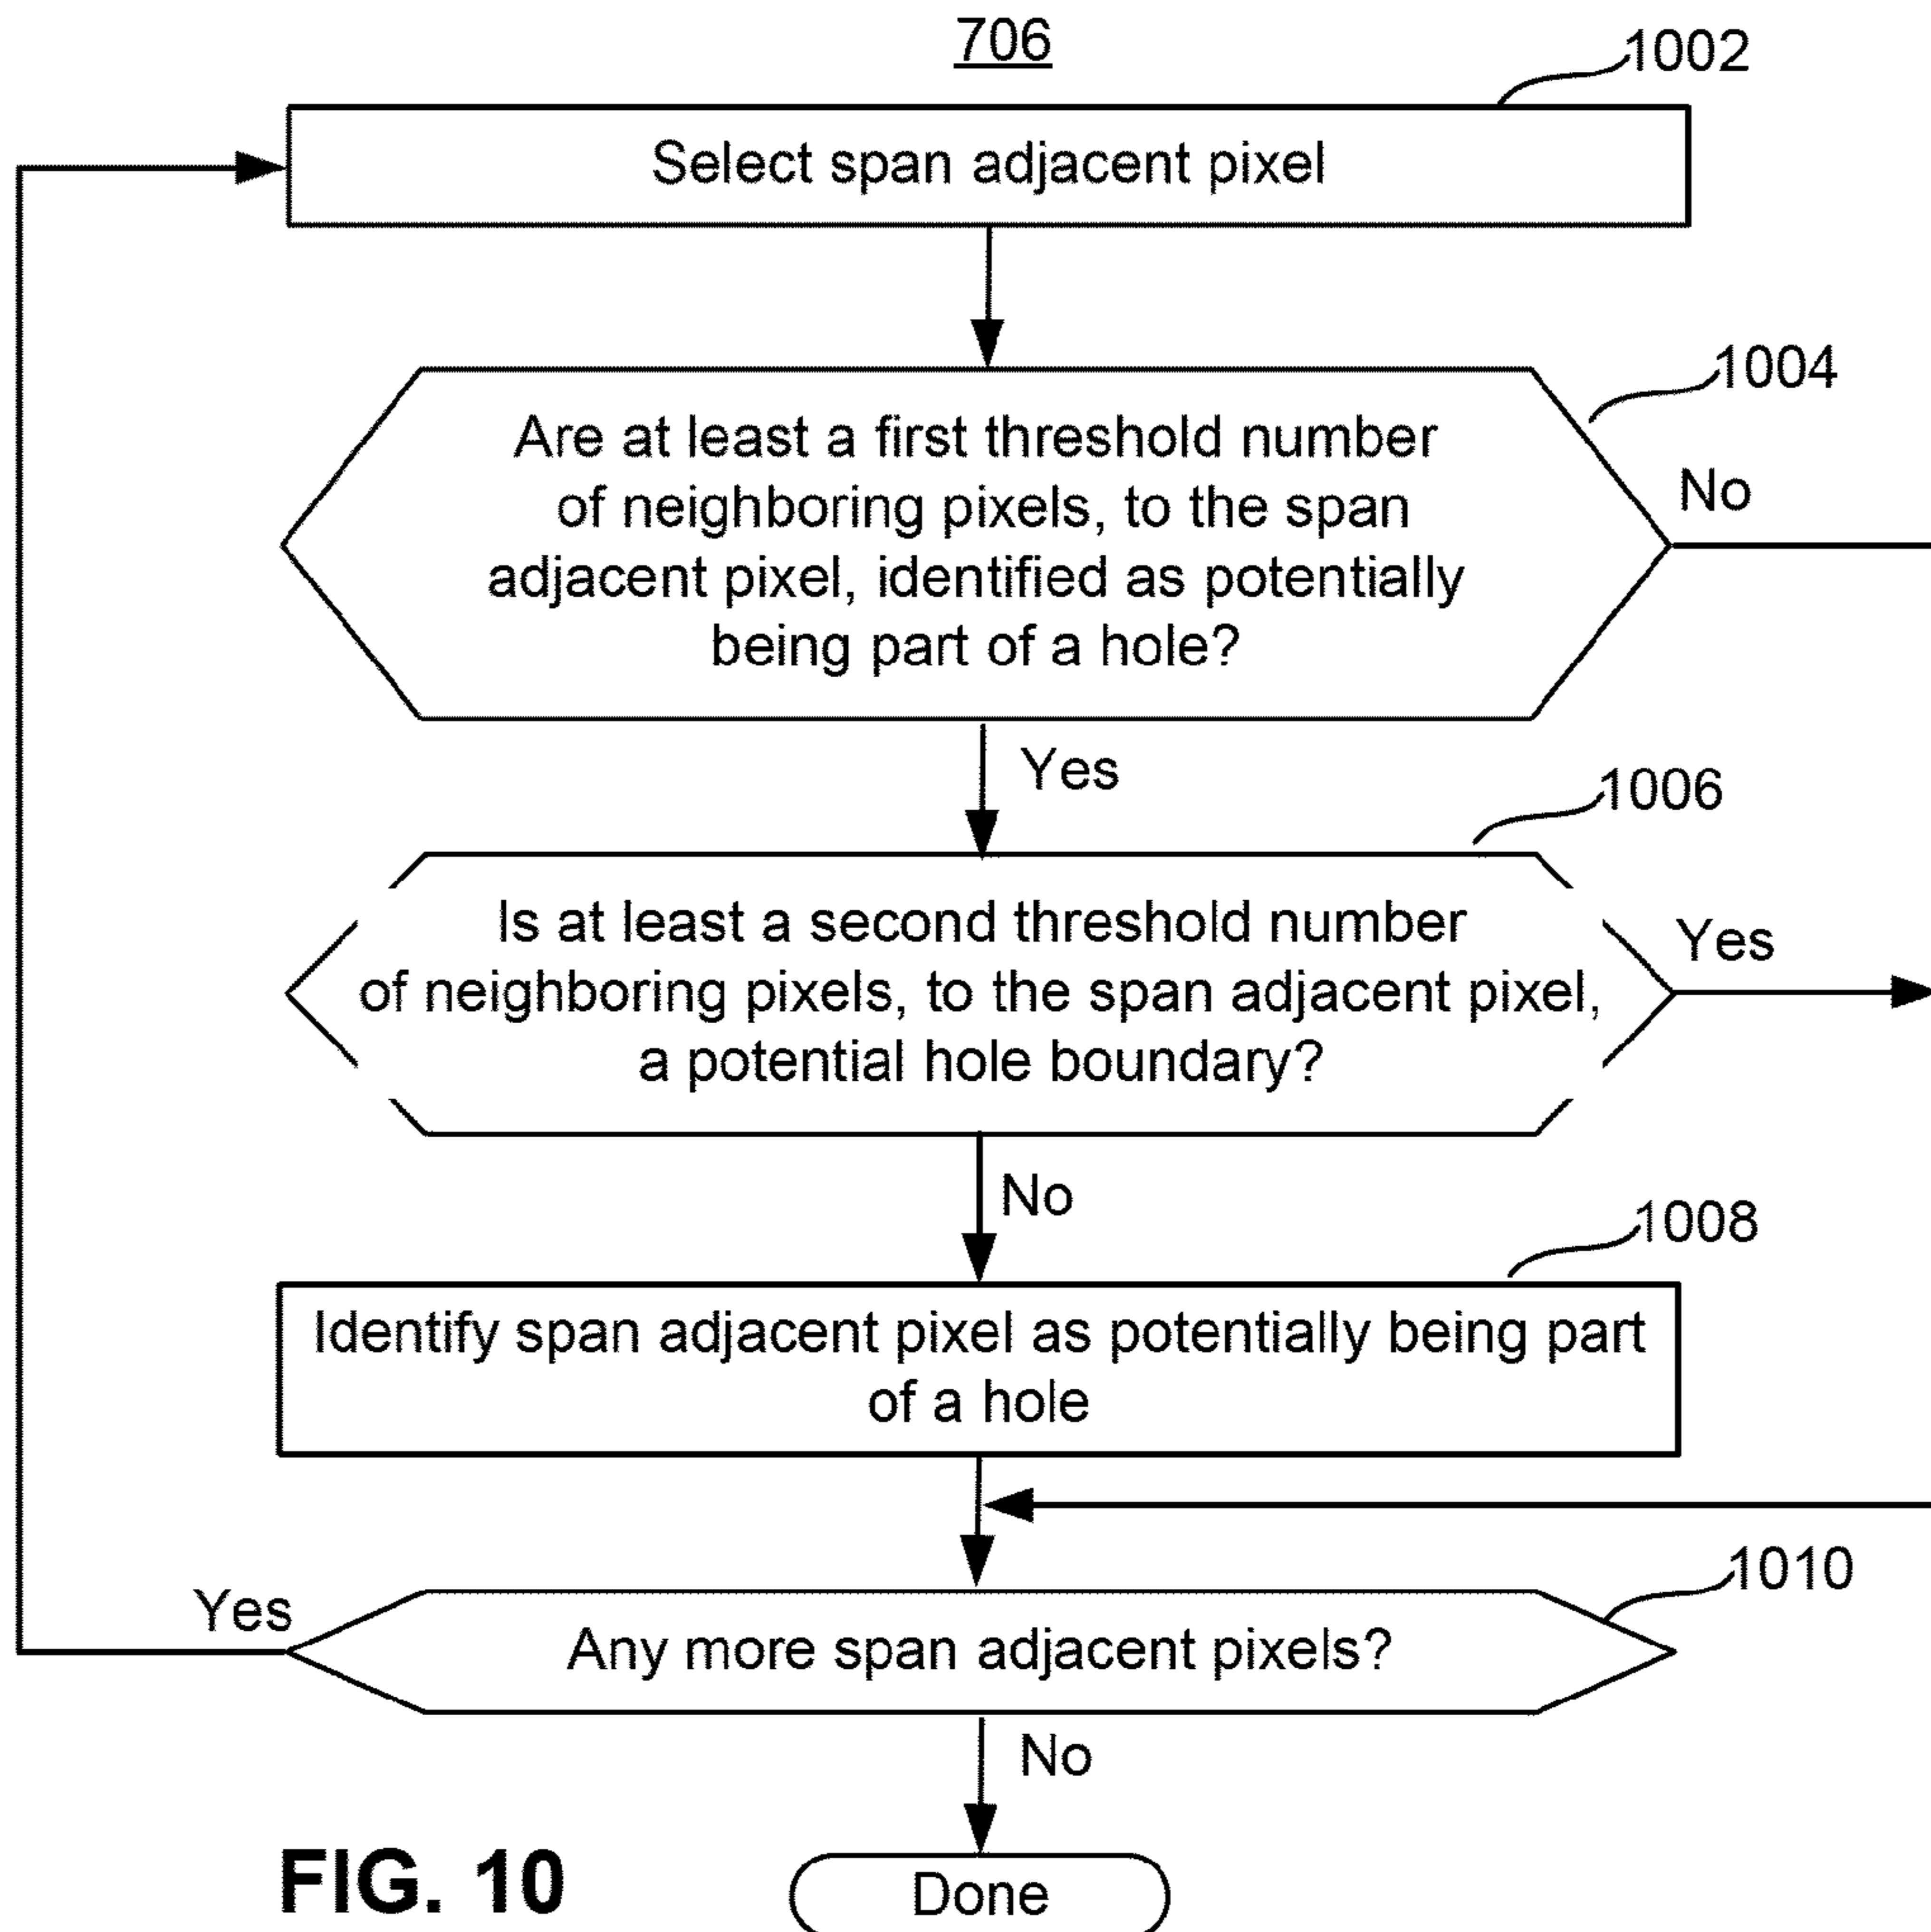 706
1002
Select span adjacent pixel
1004
Are at least a first threshold number
of neighboring pixels, to the span
adjacent pixel, identified as potentially
being part of a hole?
No
Yes
1006
Is at least a second threshold number
of neighboring pixels, to the span adjacent pixel,
a potential hole boundary?
Yes
No
1008
Identify span adjacent pixel as potentially being part
of a hole
1010
Yes
Any more span adjacent pixels?
No
FIG. 10
Done